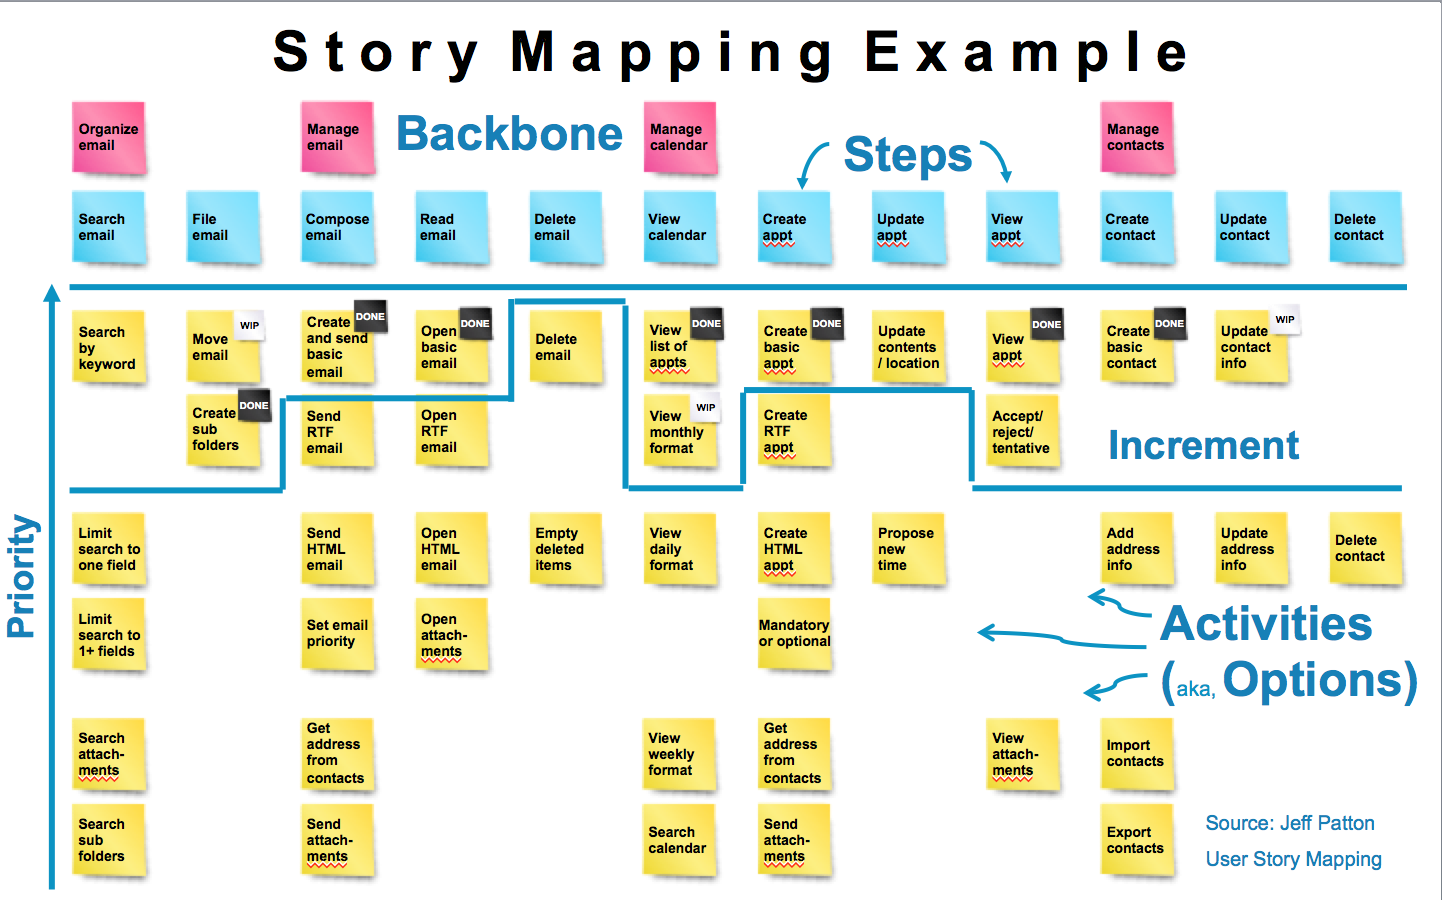 Story Mapping Example
Organize
email
Manage
email
Backbone
Manage
calendar
Steps
Manage
contacts
Search
email
File
email
Compose
email
Read
email
Delete
email
View
calendar
Create
appt
Update
appt
View
appt
Create
contact
Update
contact
Delete
contact
Priority
Search
by
keyword
Move
email
WIP
Create
and send
basic
email
DONE
Open
basic
email
DONE
Delete
email
View
list of
appts
DONE
Create
basic
appt
DONE
Update
contents
/ location
View
appt
DONE
Create
basic
contact
DONE
Update
contact
info
WIP
Create
sub
folders
DONE
Send
RTF
email
Open
RTF
email
View
monthly
format
WIP
Create
RTF
appt
Accept/
reject/
tentative
Increment
Limit
search to
one field
Send
HTML
email
Open
HTML
email
Empty
deleted
items
View
daily
format
Create
HTML
appt
Propose
new
time
Add
address
info
Update
address
info
Delete
contact
Limit
search to
1+ fields
Set email
priority
Open
attach-
ments
Mandatory
or optional
Activities
(aka, Options)
Search
attach-
ments
Get
address
from
contacts
View
weekly
format
Get
address
from
contacts
View
attach-
ments
Import
contacts
Search
sub
folders
Send
attach-
ments
Search
calendar
Send
attach-
ments
Export
contacts
Source: Jeff Patton
User Story Mapping